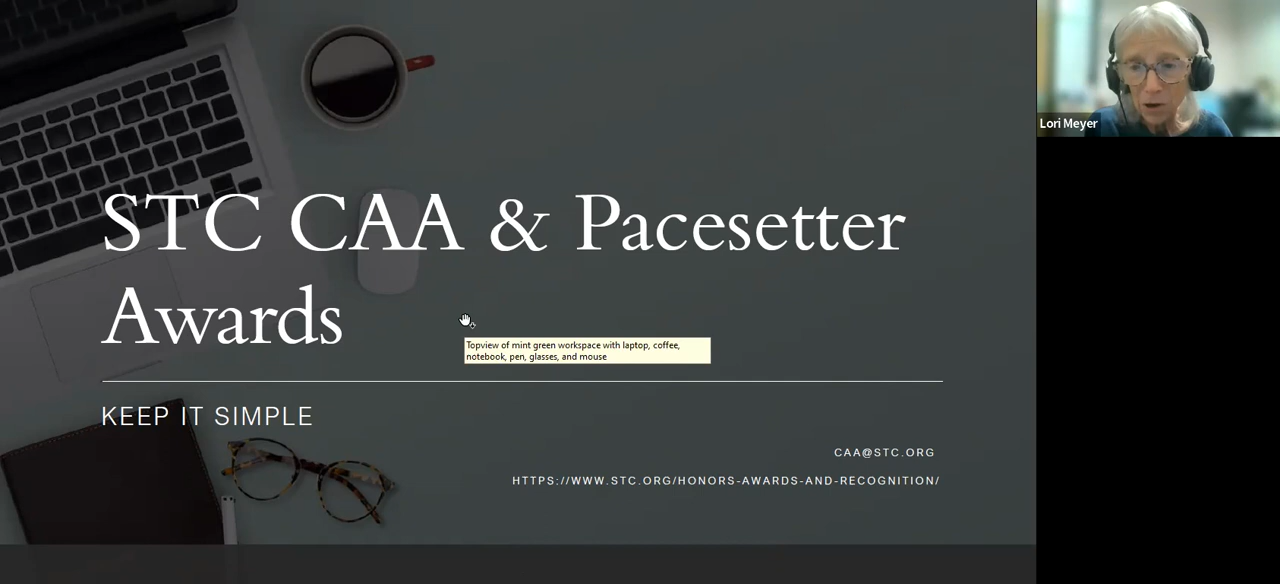 STC CAA & Pacesetter
Awards
Topview of mint green workspace with laptop, coffee,
notebook, pen, glasses, and mouse
KEEP IT SIMPLE
CAA@STC.ORG
HTTPS://WWW.STC.ORG/HONORS-AWARDS-AND-RECOGNITION/
Lori Meyer